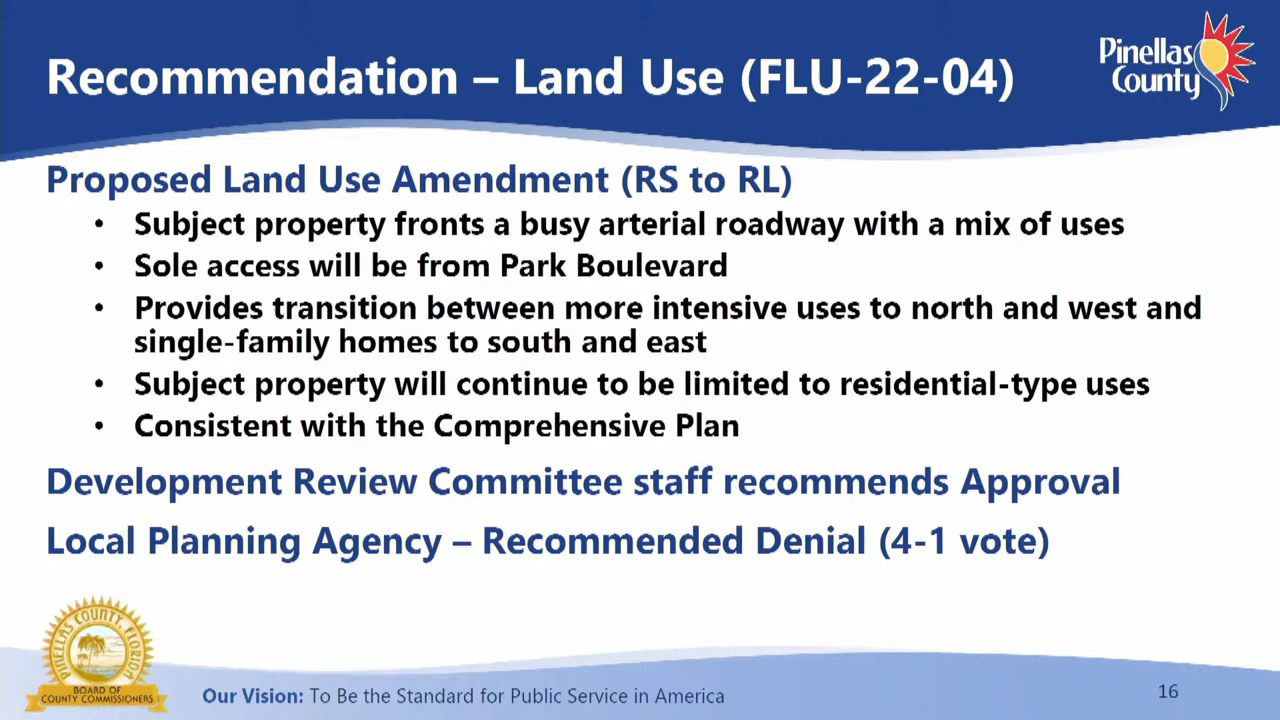 Recommendation – Land Use (FLU-22-04)
Pinellas
County
Proposed Land Use Amendment (RS to RL)
• Subject property fronts a busy arterial roadway with a mix of uses
• Sole access will be from Park Boulevard
• Provides transition between more intensive uses to north and west and
single-family homes to south and east
• Subject property will continue to be limited to residential-type uses
• Consistent with the Comprehensive Plan
Development Review Committee staff recommends Approval
Local Planning Agency – Recommended Denial (4-1 vote)
PINELLAS COUNTY, FLORIDA
BOARD OF
COUNTY COMMISSIONERS
Our Vision: To Be the Standard for Public Service in America
16